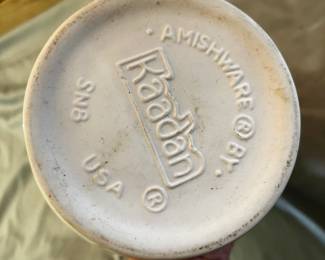 · AMISHWARE ® BY ·
Raadan ®
SNB
USA